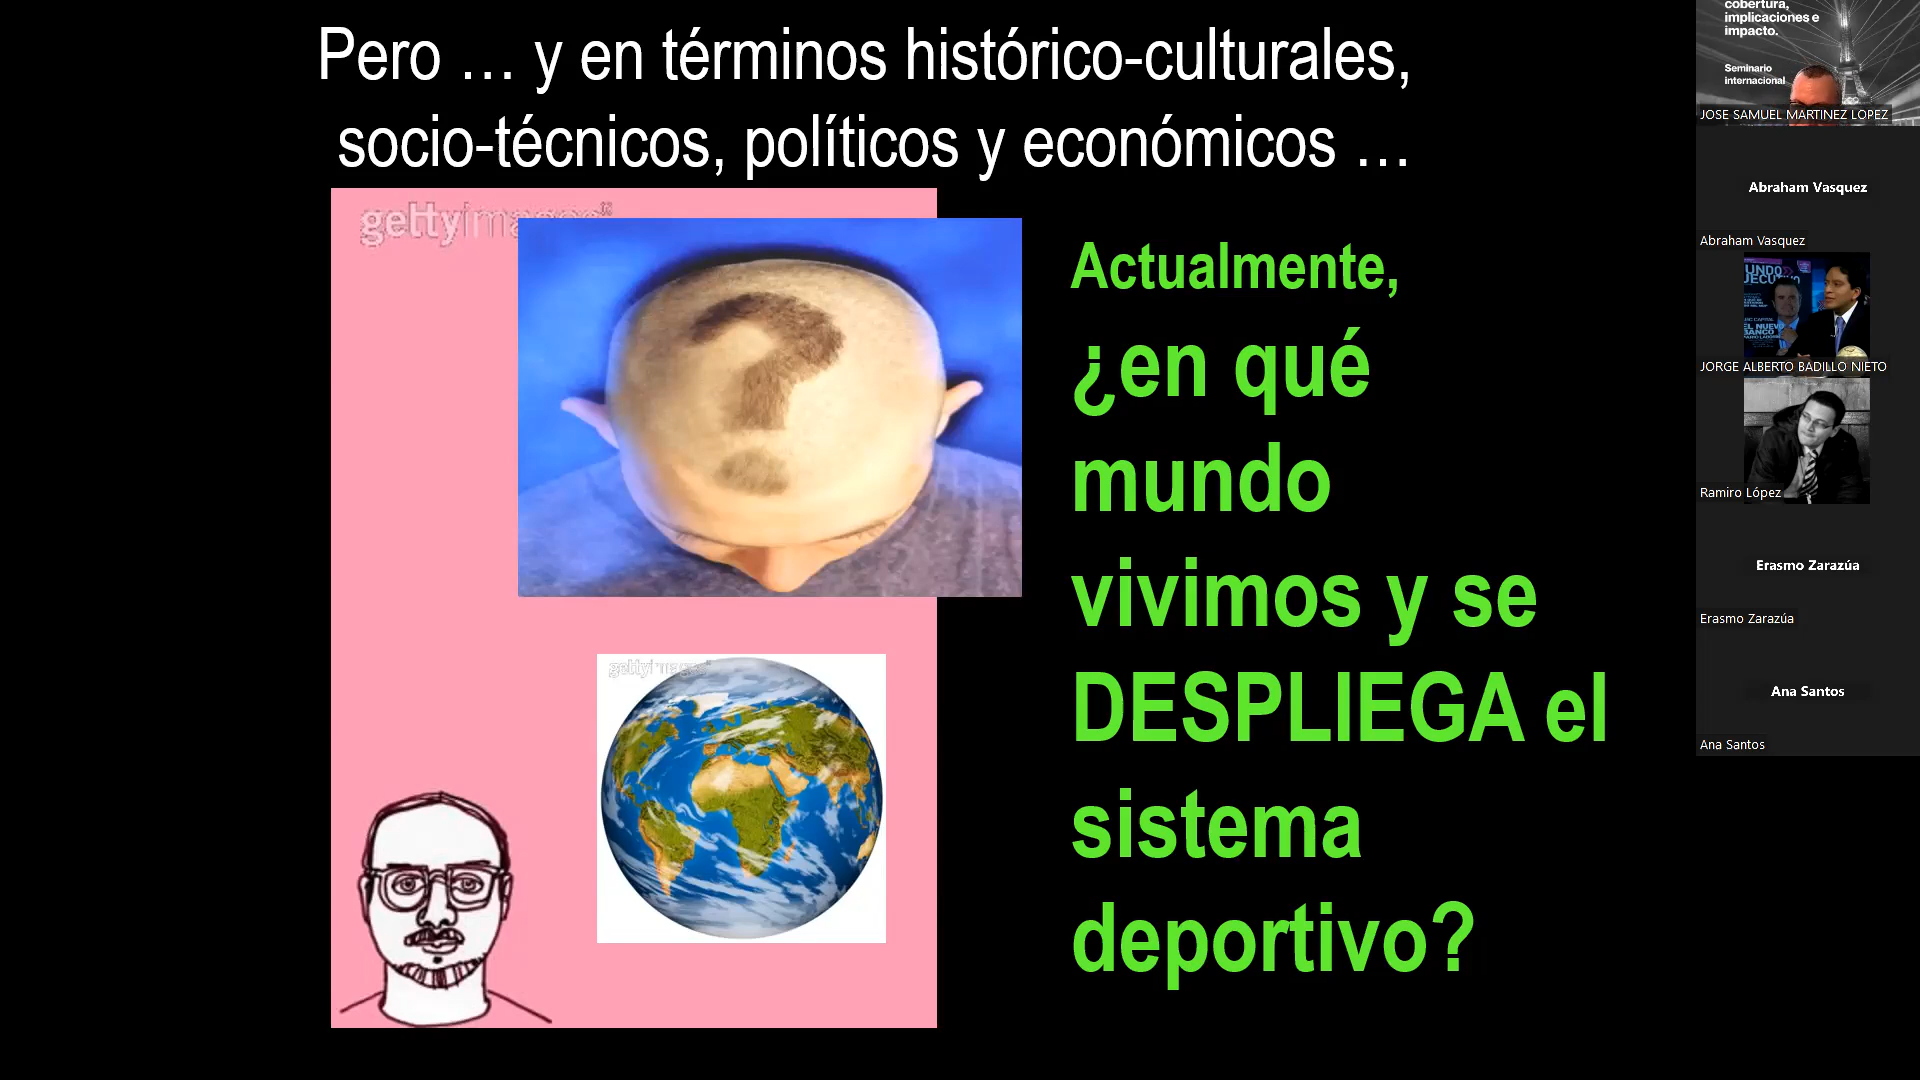 Pero … y en términos histórico-culturales,
socio-técnicos, políticos y económicos …
gettyimages
Actualmente,
¿en qué
mundo
vivimos y se
DESPLIEGA el
sistema
deportivo?
gettyimages
cobertura,
implicaciones e
impacto.
Seminario
internacional
JOSE SAMUEL MARTINEZ LOPEZ
Abraham Vasquez
Abraham Vasquez
JORGE ALBERTO BADILLO NIETO
Ramiro López
Erasmo Zarazúa
Erasmo Zarazúa
Ana Santos
Ana Santos